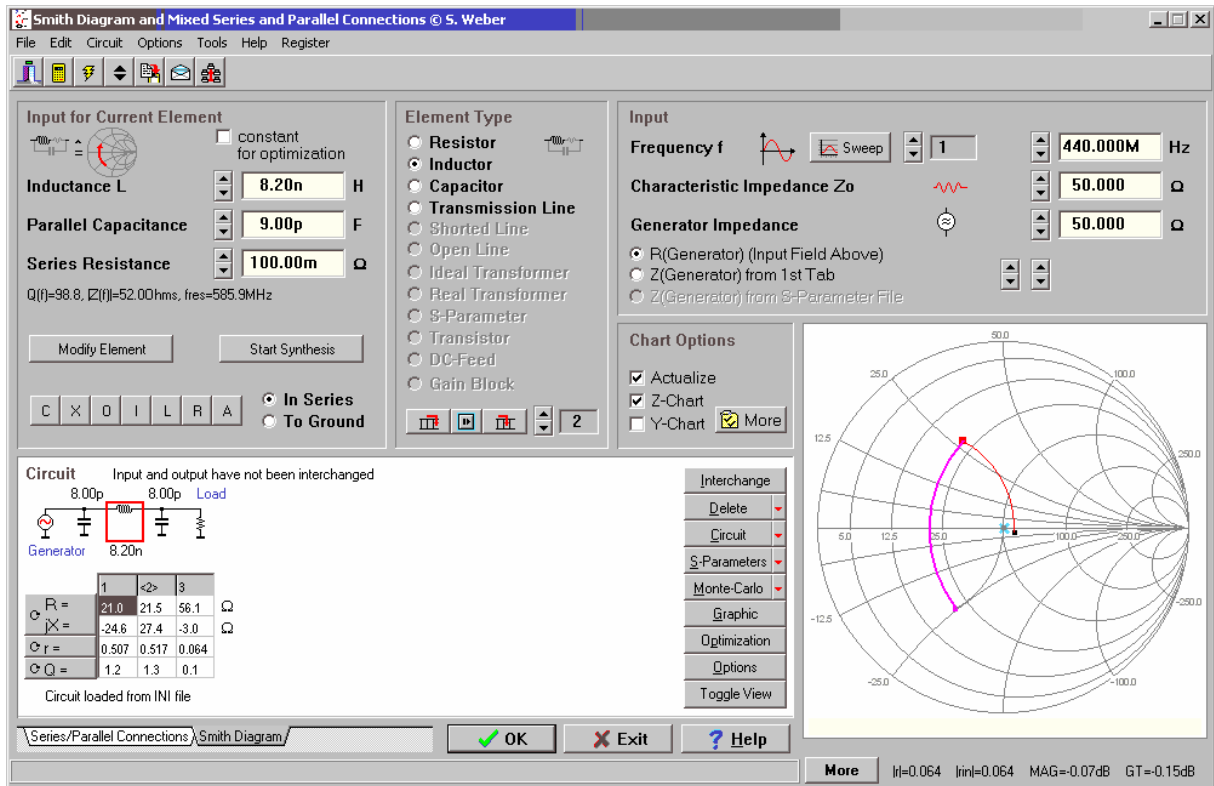 Smith Diagram and Mixed Series and Parallel Connections © S. Weber
File Edit Circuit Options Tools Help Register
Input for Current Element
constant
for optimization
Inductance L 8.20n H
Parallel Capacitance 9.00p F
Series Resistance 100.00m Ω
Q(f)=98.8, |Z(f)|=52.0Ohms, fres=585.9MHz
Modify Element Start Synthesis
C X O I L R A
In Series
To Ground
Element Type
Resistor
Inductor
Capacitor
Transmission Line
Shorted Line
Open Line
Ideal Transformer
Real Transformer
S-Parameter
Transistor
DC-Feed
Gain Block
2
Input
Frequency f Sweep 1 440.000M Hz
Characteristic Impedance Zo 50.000 Ω
Generator Impedance 50.000 Ω
R(Generator) (Input Field Above)
Z(Generator) from 1st Tab
Z(Generator) from S-Parameter File
Chart Options
Actualize
Z-Chart
Y-Chart More
50.0
25.0 100.0
12.5 250.0
5.0 12.5 25.0 100.0 250.0
-12.5 -250.0
-25.0 -100.0
Circuit Input and output have not been interchanged
8.00p 8.00p Load
Generator 8.20n
1 <2> 3
R = 21.0 21.5 56.1 Ω
jX = -24.6 27.4 -3.0 Ω
r = 0.507 0.517 0.064
Q = 1.2 1.3 0.1
Circuit loaded from INI file
Interchange
Delete
Circuit
S-Parameters
Monte-Carlo
Graphic
Optimization
Options
Toggle View
Series/Parallel Connections Smith Diagram
OK Exit Help
More |r|=0.064 |rin|=0.064 MAG=-0.07dB GT=-0.15dB